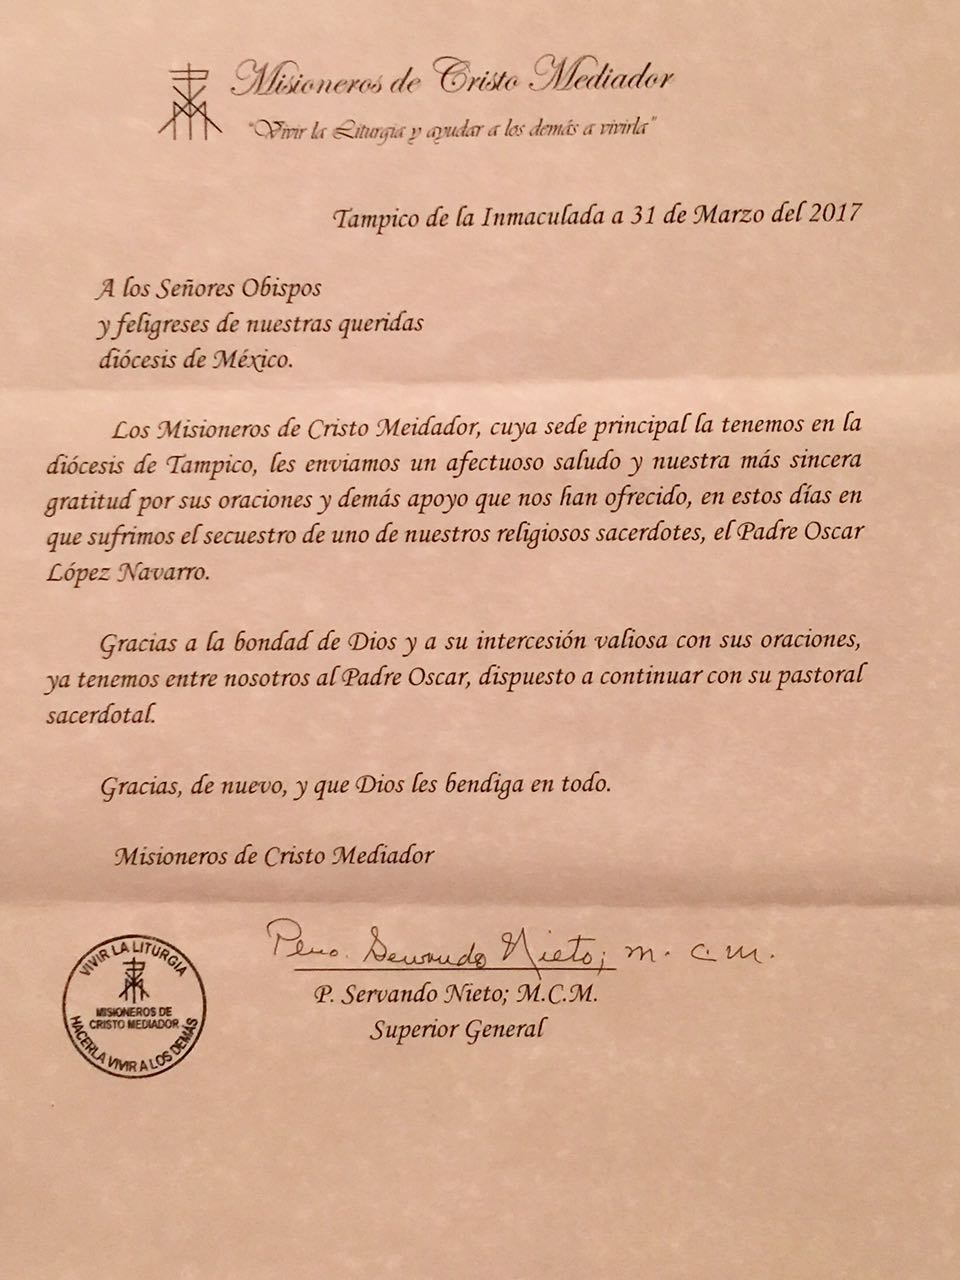 Misioneros de Cristo Mediador
"Vivir la Liturgia y ayudar a los demás a vivirla"
Tampico de la Inmaculada a 31 de Marzo del 2017
A los Señores Obispos
y feligreses de nuestras queridas
diócesis de México.
Los Misioneros de Cristo Meidador, cuya sede principal la tenemos en la
diócesis de Tampico, les enviamos un afectuoso saludo y nuestra más sincera
gratitud por sus oraciones y demás apoyo que nos han ofrecido, en estos días en
que sufrimos el secuestro de uno de nuestros religiosos sacerdotes, el Padre Oscar
López Navarro.
Gracias a la bondad de Dios y a su intercesión valiosa con sus oraciones,
ya tenemos entre nosotros al Padre Oscar, dispuesto a continuar con su pastoral
sacerdotal.
Gracias, de nuevo, y que Dios les bendiga en todo.
Misioneros de Cristo Mediador
Servando Nieto; M.C.M.
P. Servando Nieto; M.C.M.
Superior General
VIVIR LA LITURGIA
MISIONEROS DE
CRISTO MEDIADOR
HACERLA VIVIR A LOS DEMÁS